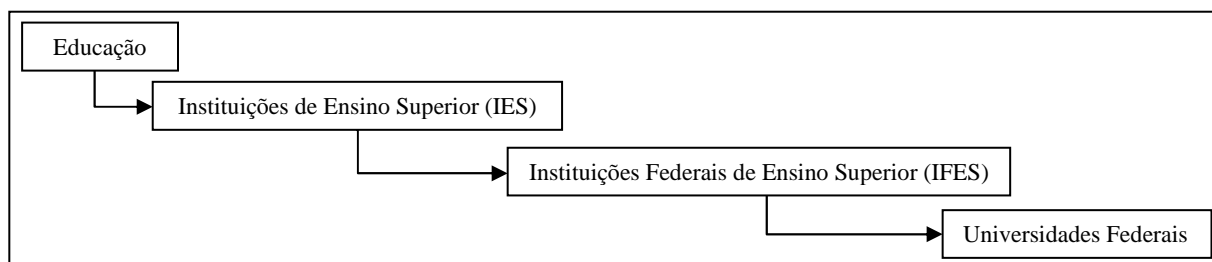 Educação
Instituições de Ensino Superior (IES)
Instituições Federais de Ensino Superior (IFES)
Universidades Federais